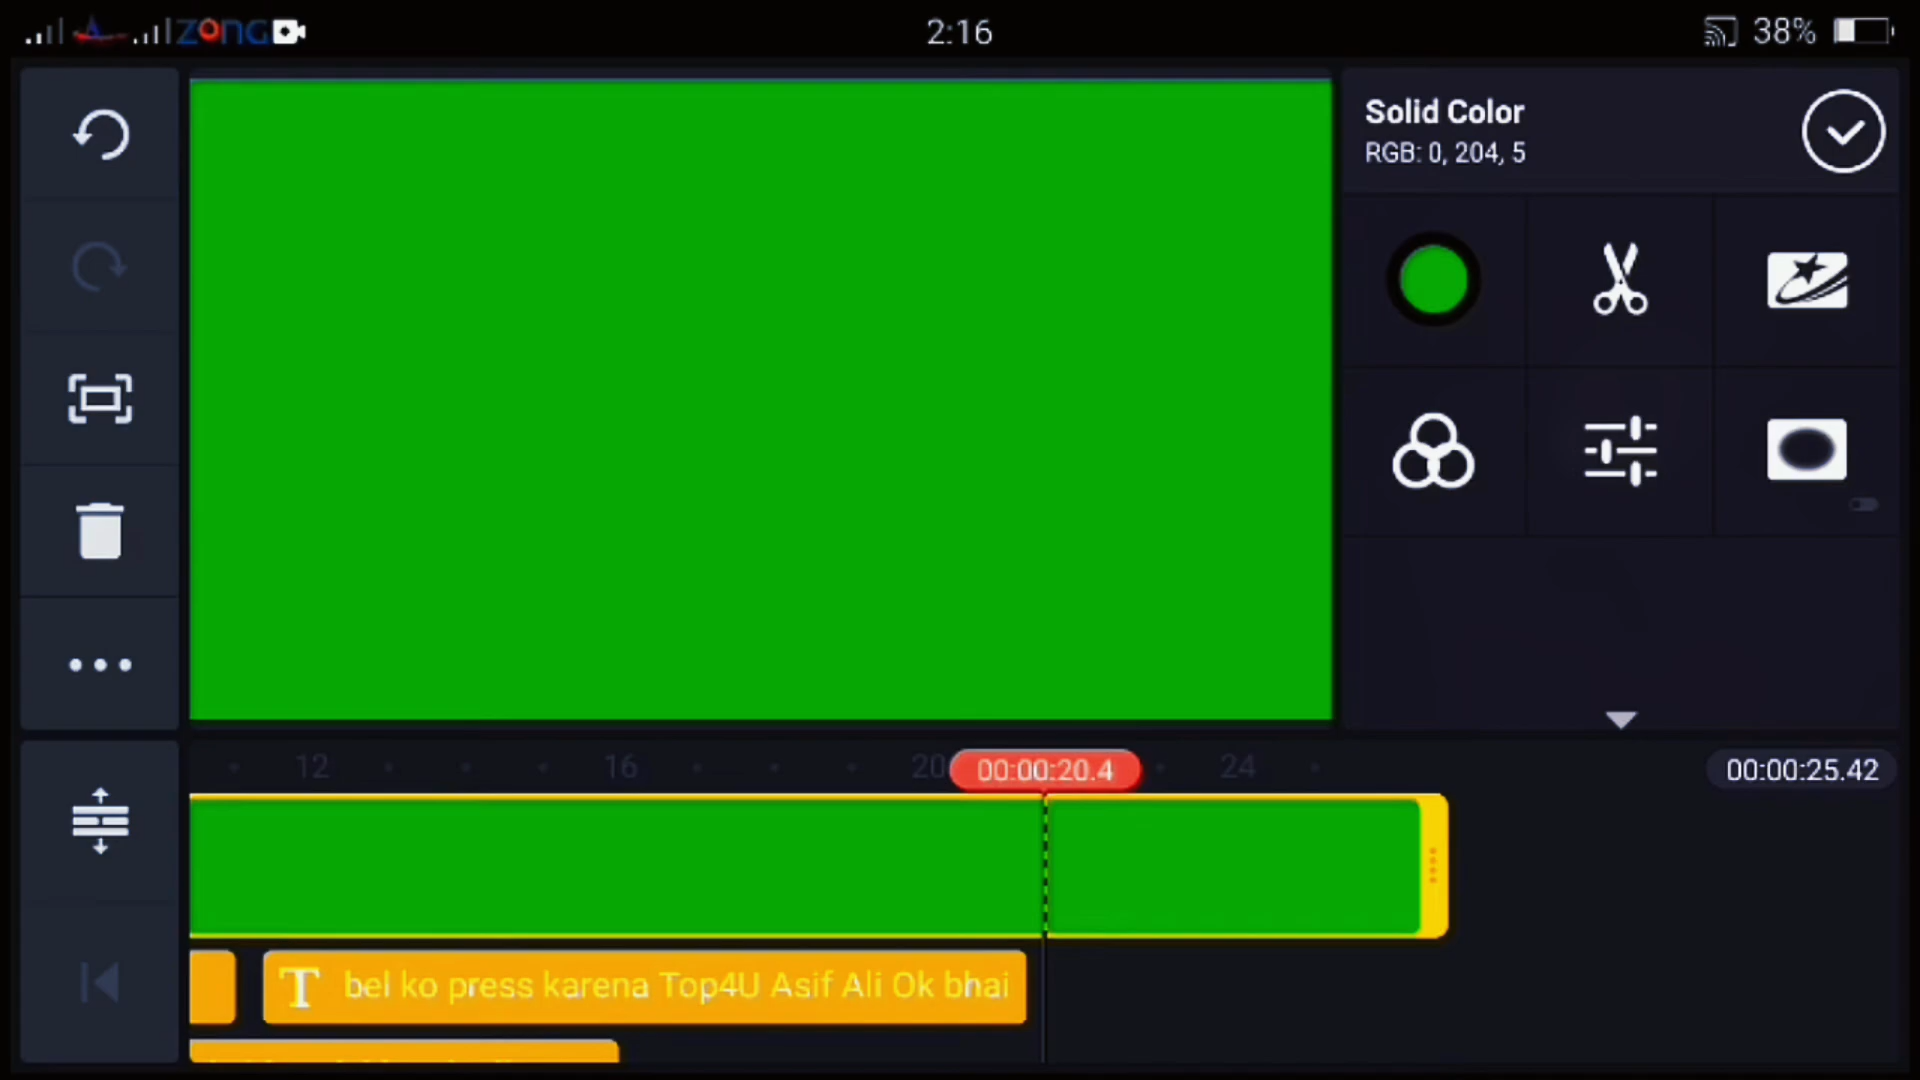 zong
2:16
38%
Solid Color
RGB: 0, 204, 5
12
16
20
00:00:20.4
24
00:00:25.42
T bel ko press karena Top4U Asif Ali Ok bhai